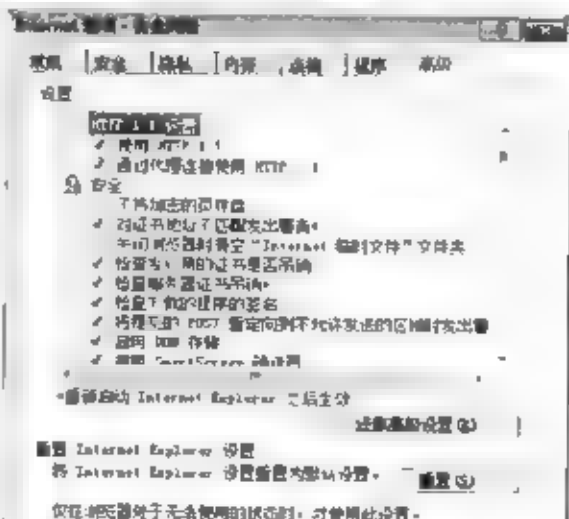 常规 安全 隐私 内容 连接 程序 高级
设置
HTTP 1.1 设置
使用 HTTP 1.1
通过代理连接使用 HTTP 1
安全
不将加密的页存盘
对证书地址不匹配发出警告*
关闭浏览器时清空“Internet 临时文件”文件夹
检查发行商的证书是否吊销
检查服务器证书吊销*
检查下载的程序的签名
将提交的 POST 重定向到不允许发送的区域时发出警
启用 DOM 存储
SmartScreen 筛选器
*重新启动 Internet Explorer 之后生效
还原高级设置(R)
重置 Internet Explorer 设置
将 Internet Explorer 设置重置为默认设置。 重置(S)
仅在浏览器处于无法使用的状态时，才使用此设置。